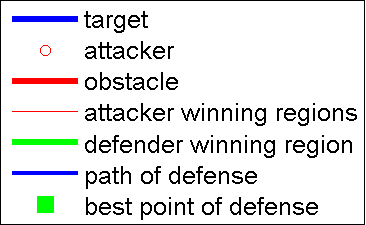 target
attacker
obstacle
attacker winning regions
defender winning region
path of defense
best point of defense